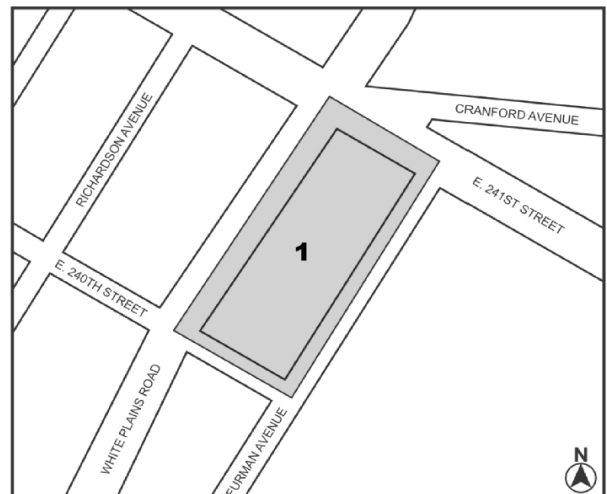 CRANFORD AVENUE
RICHARDSON AVENUE
E. 241ST STREET
1
E. 240TH STREET
WHITE PLAINS ROAD
FURMAN AVENUE
N